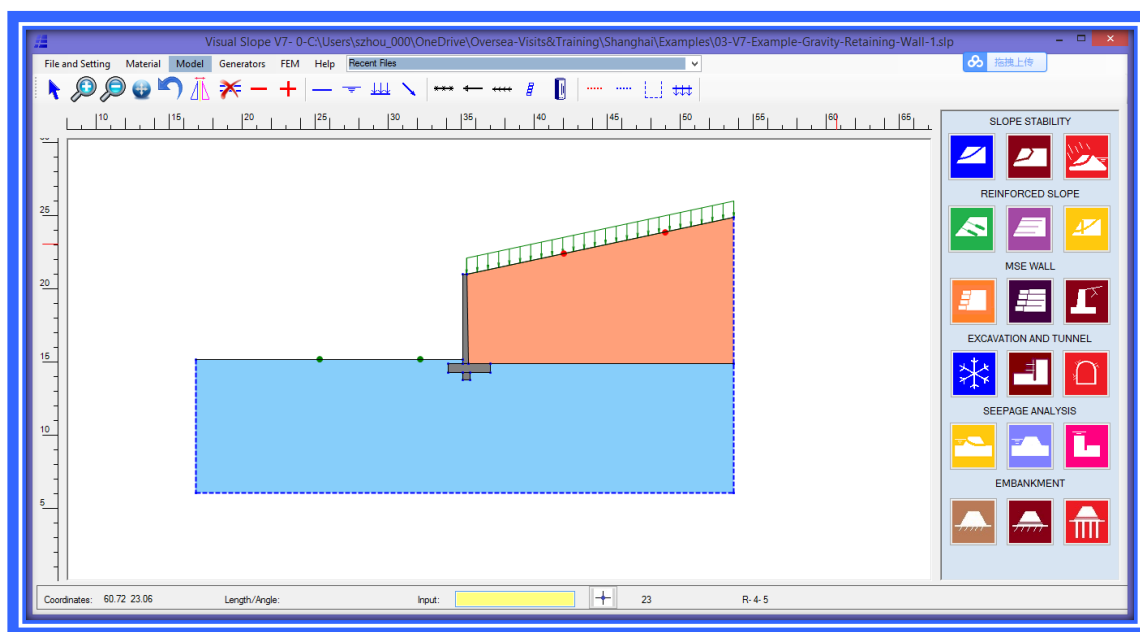 Visual Slope V7- 0-C:\Users\szhou_000\OneDrive\Oversea-Visits&Training\Shanghai\Examples\03-V7-Example-Gravity-Retaining-Wall-1.slp
File and Setting Material Model Generators FEM Help Recent Files
拖拽上传
10 15 20 25 30 35 40 45 50 55 60 65
SLOPE STABILITY
REINFORCED SLOPE
MSE WALL
EXCAVATION AND TUNNEL
SEEPAGE ANALYSIS
EMBANKMENT
30
25
20
15
10
5
Coordinates: 60.72 23.06 Length/Angle: Input: 23 R- 4- 5